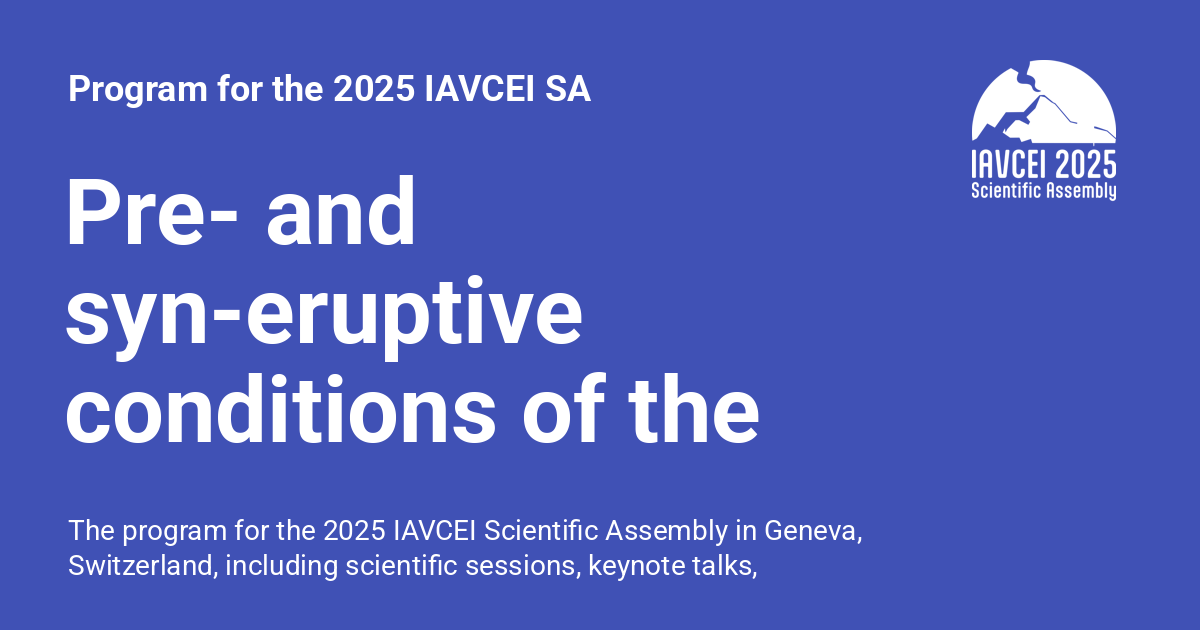 Program for the 2025 IAVCEI SA
IAVCEI 2025
Scientific Assembly
Pre- and
syn-eruptive
conditions of the
The program for the 2025 IAVCEI Scientific Assembly in Geneva,
Switzerland, including scientific sessions, keynote talks,